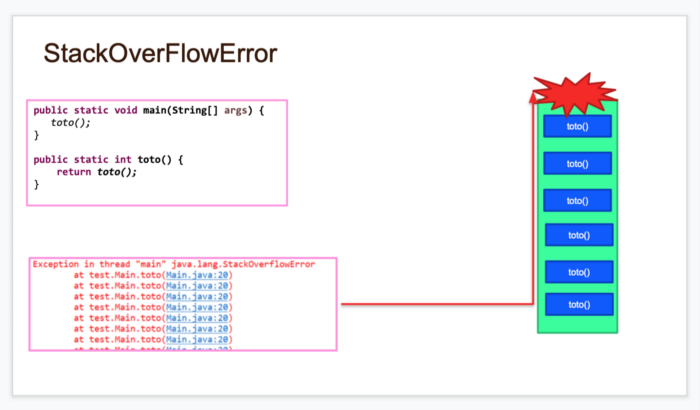 StackOverFlowError
public static void main(String[] args) {
toto();
}
public static int toto() {
return toto();
}
Exception in thread "main" java.lang.StackOverflowError
at test.Main.toto(Main.java:20)
at test.Main.toto(Main.java:20)
at test.Main.toto(Main.java:20)
at test.Main.toto(Main.java:20)
at test.Main.toto(Main.java:20)
at test.Main.toto(Main.java:20)
at test.Main.toto(Main.java:20)
toto()
toto()
toto()
toto()
toto()
toto()